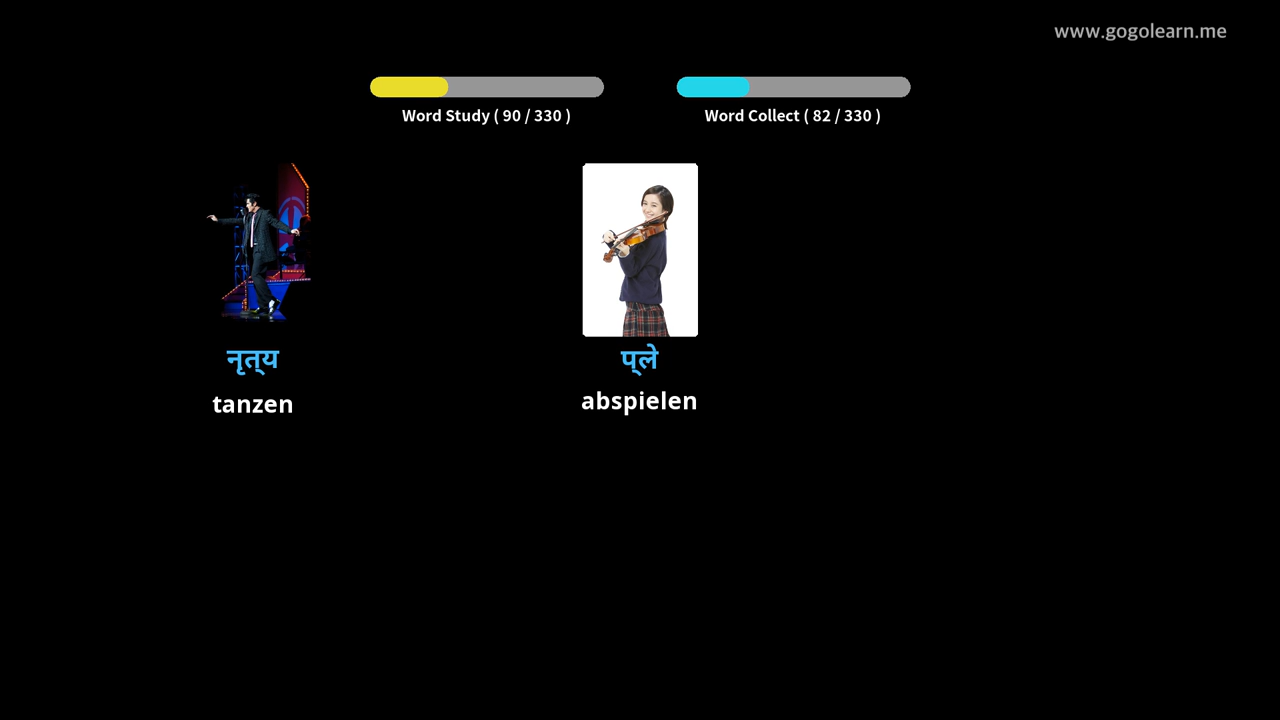 www.gogolearn.me
Word Study ( 90 / 330 )
Word Collect ( 82 / 330 )
नृत्य
प्ले
tanzen
abspielen